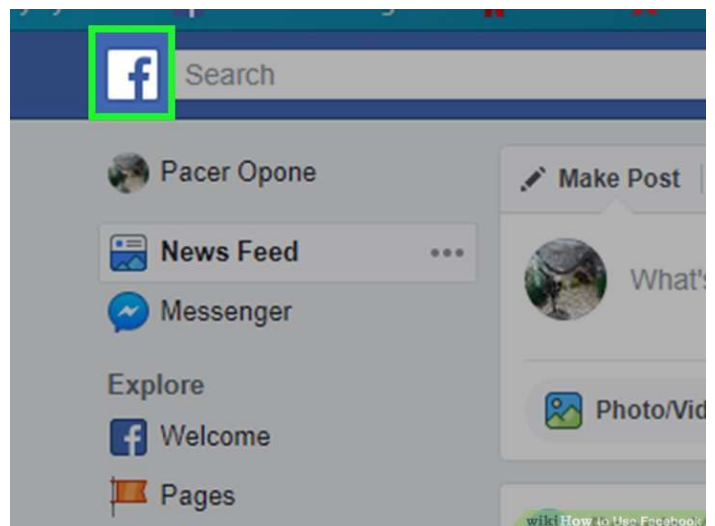 Search
Pacer Opone
Make Post
News Feed
What's
Messenger
Explore
Photo/Vid
Welcome
Pages
wikiHow to Use Facebook